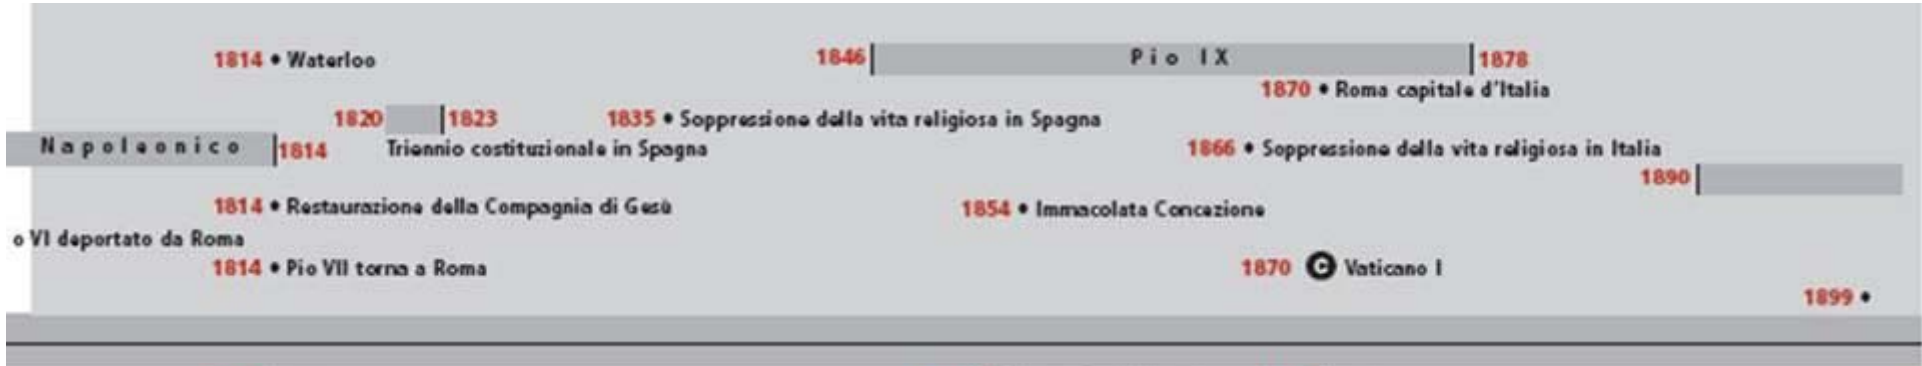 1814 • Waterloo
1846 Pio IX 1878
1870 • Roma capitale d'Italia
1820 1823
1835 • Soppressione della vita religiosa in Spagna
Napoleonico 1814
Triennio costituzionale in Spagna
1866 • Soppressione della vita religiosa in Italia
1890
1814 • Restaurazione della Compagnia di Gesù
1854 • Immacolata Concezione
o VI deportato da Roma
1814 • Pio VII torna a Roma
1870 C Vaticano I
1899 •